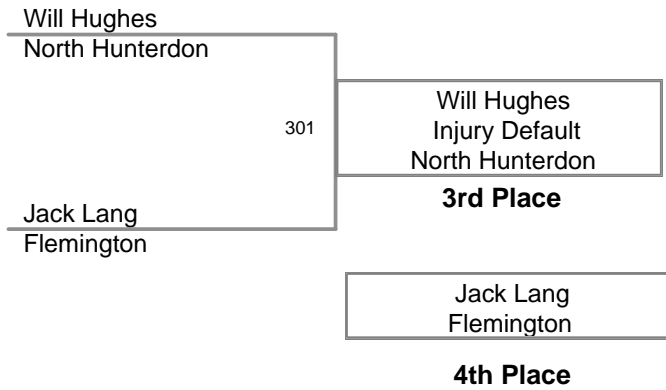 Will Hughes
North Hunterdon
301
Will Hughes
Injury Default
North Hunterdon
3rd Place
Jack Lang
Flemington
Jack Lang
Flemington
4th Place